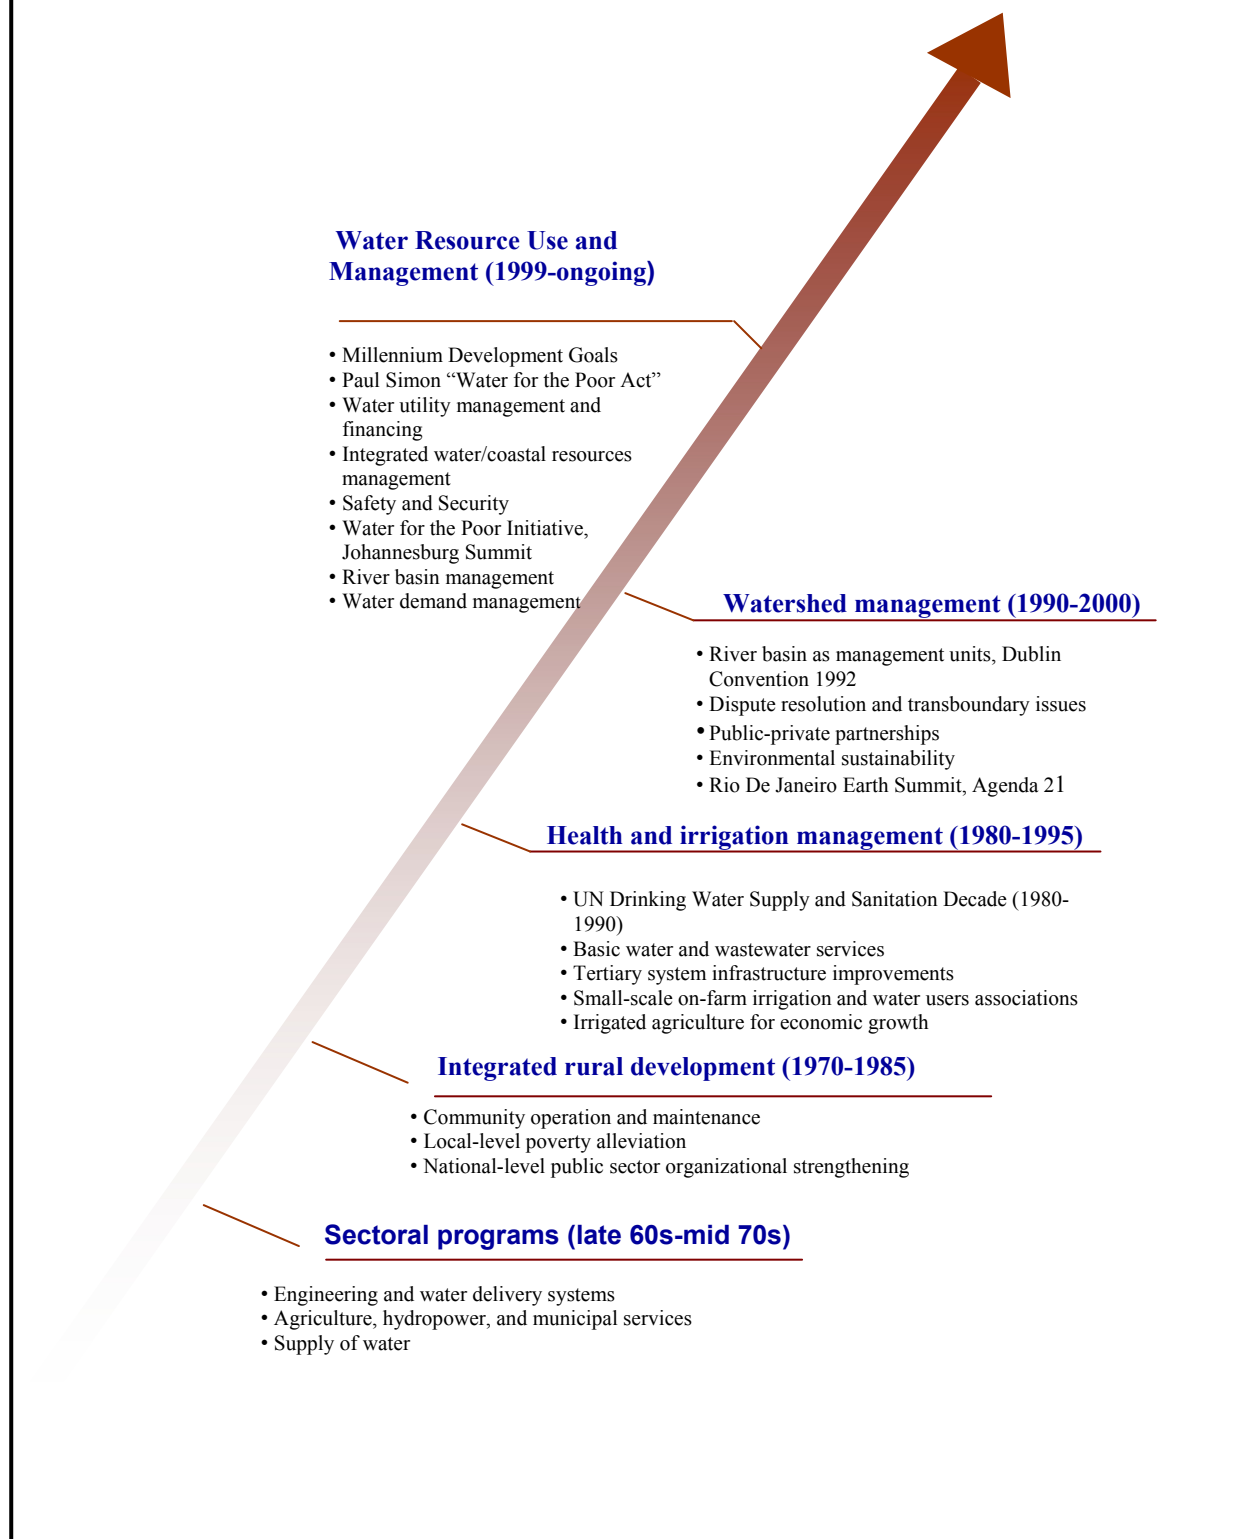 Water Resource Use and
Management (1999-ongoing)
• Millennium Development Goals
• Paul Simon “Water for the Poor Act”
• Water utility management and
financing
• Integrated water/coastal resources
management
• Safety and Security
• Water for the Poor Initiative,
Johannesburg Summit
• River basin management
• Water demand management
Watershed management (1990-2000)
• River basin as management units, Dublin
Convention 1992
• Dispute resolution and transboundary issues
• Public-private partnerships
• Environmental sustainability
• Rio De Janeiro Earth Summit, Agenda 21
Health and irrigation management (1980-1995)
• UN Drinking Water Supply and Sanitation Decade (1980-
1990)
• Basic water and wastewater services
• Tertiary system infrastructure improvements
• Small-scale on-farm irrigation and water users associations
• Irrigated agriculture for economic growth
Integrated rural development (1970-1985)
• Community operation and maintenance
• Local-level poverty alleviation
• National-level public sector organizational strengthening
Sectoral programs (late 60s-mid 70s)
• Engineering and water delivery systems
• Agriculture, hydropower, and municipal services
• Supply of water